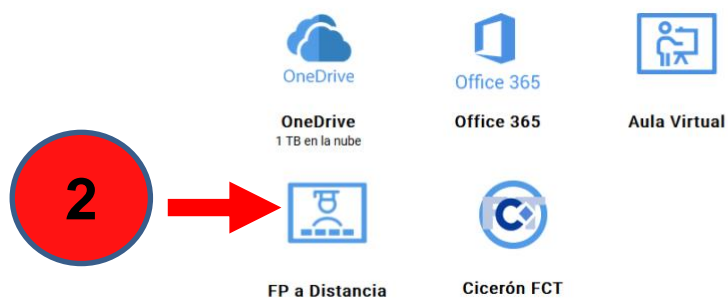 OneDrive
Office 365
OneDrive
1 TB en la nube
Office 365
Aula Virtual
2
FP a Distancia
Cicerón FCT